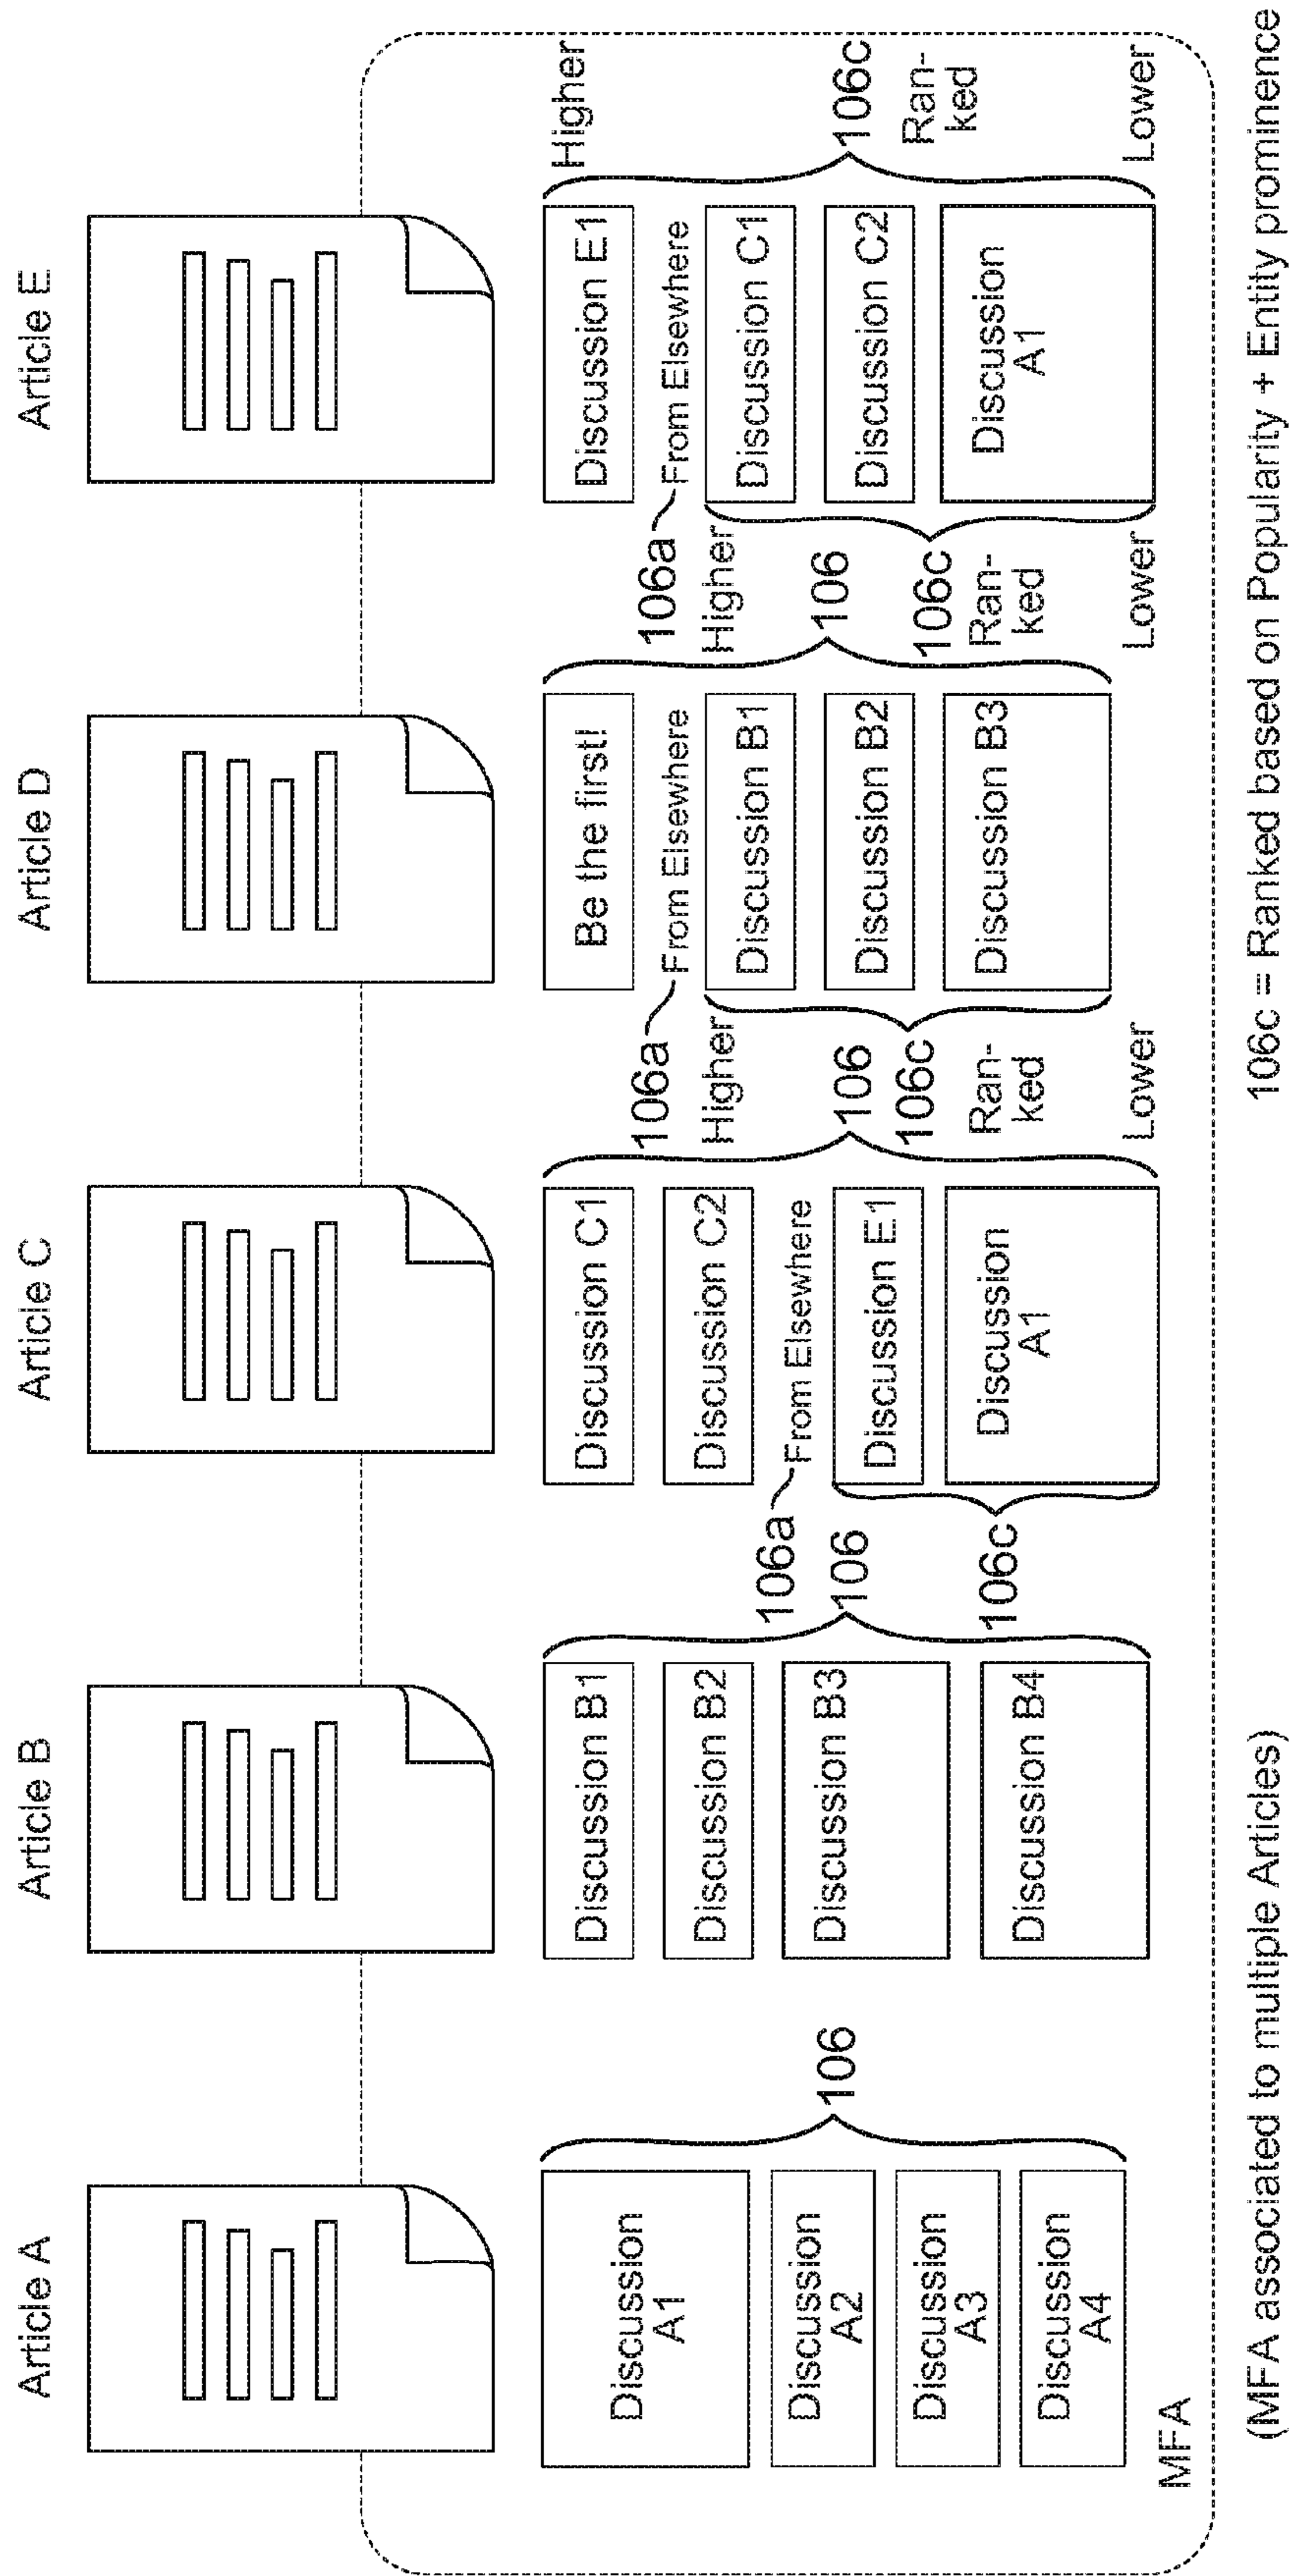 Article A
Article B
Article C
Article D
Article E
Discussion
A1
Discussion
A2
Discussion
A3
Discussion
A4
106
MFA
Discussion B1
Discussion B2
Discussion B3
Discussion B4
106
Discussion C1
Discussion C2
106a
From Elsewhere
Discussion E1
Discussion
A1
106c
106
Higher
Ran-
ked
Lower
Be the first!
106a
From Elsewhere
Discussion B1
Discussion B2
Discussion B3
106c
106
Higher
Ran-
ked
Lower
Discussion E1
106a
From Elsewhere
Discussion C1
Discussion C2
Discussion
A1
106c
Higher
106c
Ran-
ked
Lower
(MFA associated to multiple Articles)
106c = Ranked based on Popularity + Entity prominence